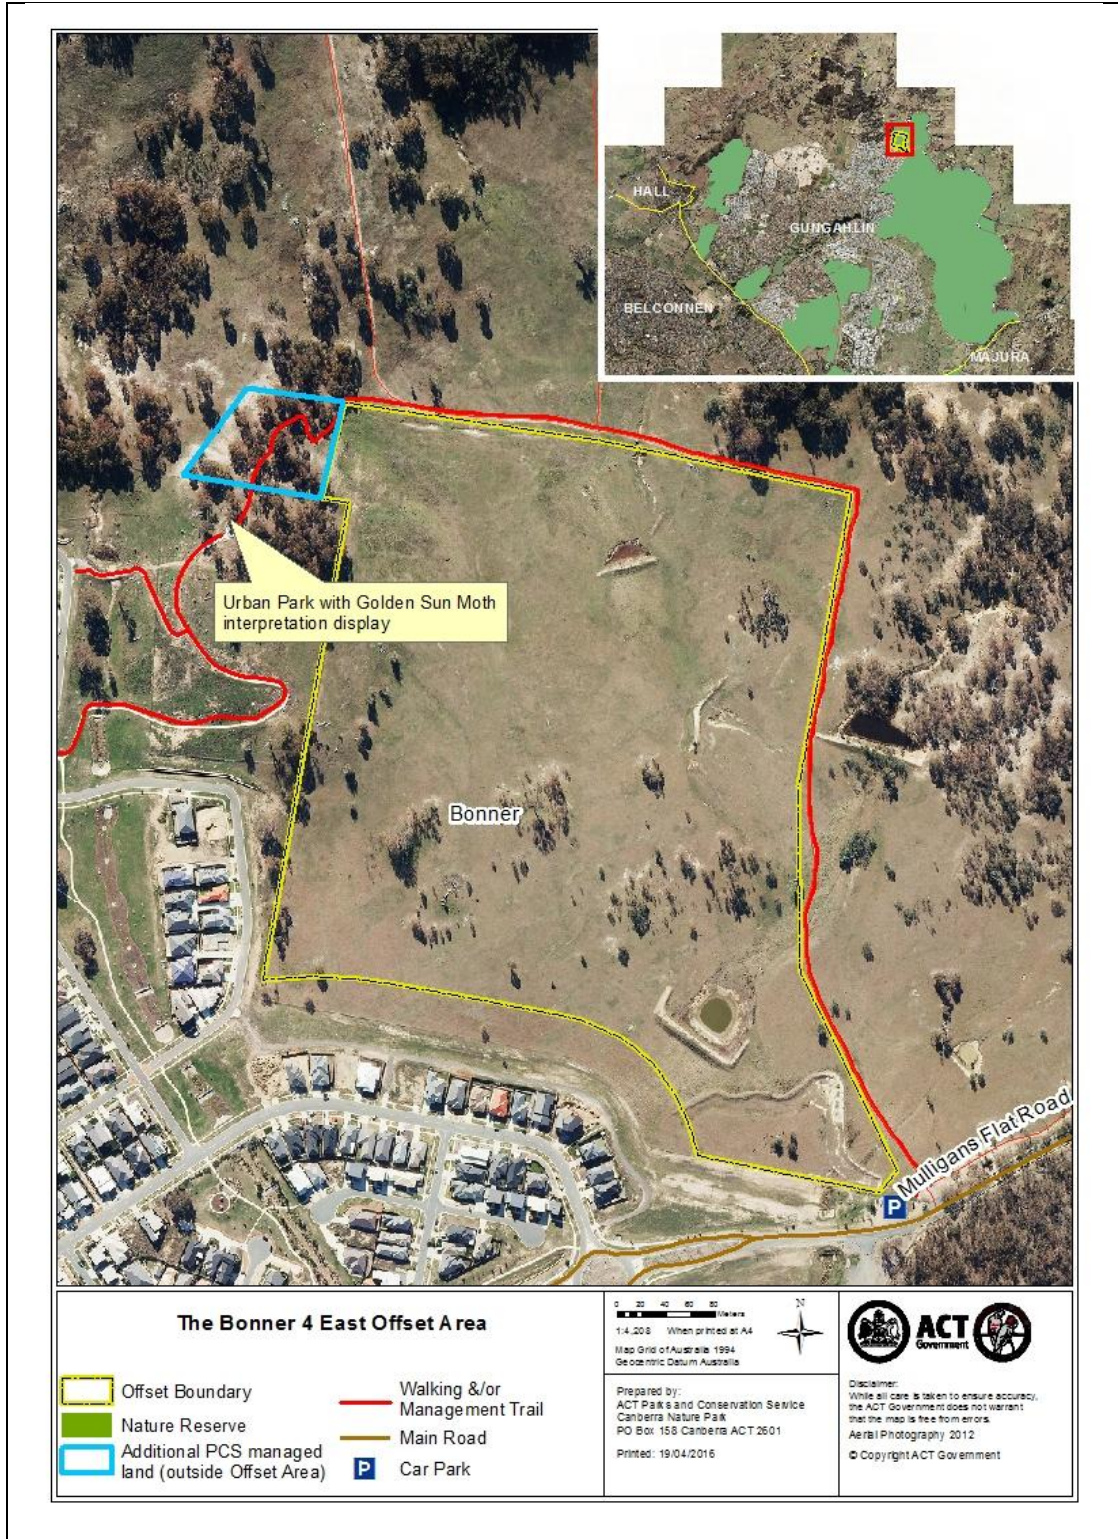 HALL
GUNGAHLIN
BELCONNEN
MAJURA
Urban Park with Golden Sun Moth
interpretation display
Bonner
Mulligans Flat Road
P
The Bonner 4 East Offset Area
Offset Boundary
Nature Reserve
Additional PCS managed
land (outside Offset Area)
Walking &/or
Management Trail
Main Road
P
Car Park
0 20 40 60 80
Meters
1:4,208 When printed at A4
Map Grid of Australia 1994
Geocentric Datum Australia
N
Prepared by:
ACT Parks and Conservation Service
Canberra Nature Park
PO Box 158 Canberra ACT 2601
Printed: 19/04/2016
ACT
Government
Disclaimer:
While all care is taken to ensure accuracy,
the ACT Government does not warrant
that the map is free from errors.
Aerial Photography 2012
© Copyright ACT Government